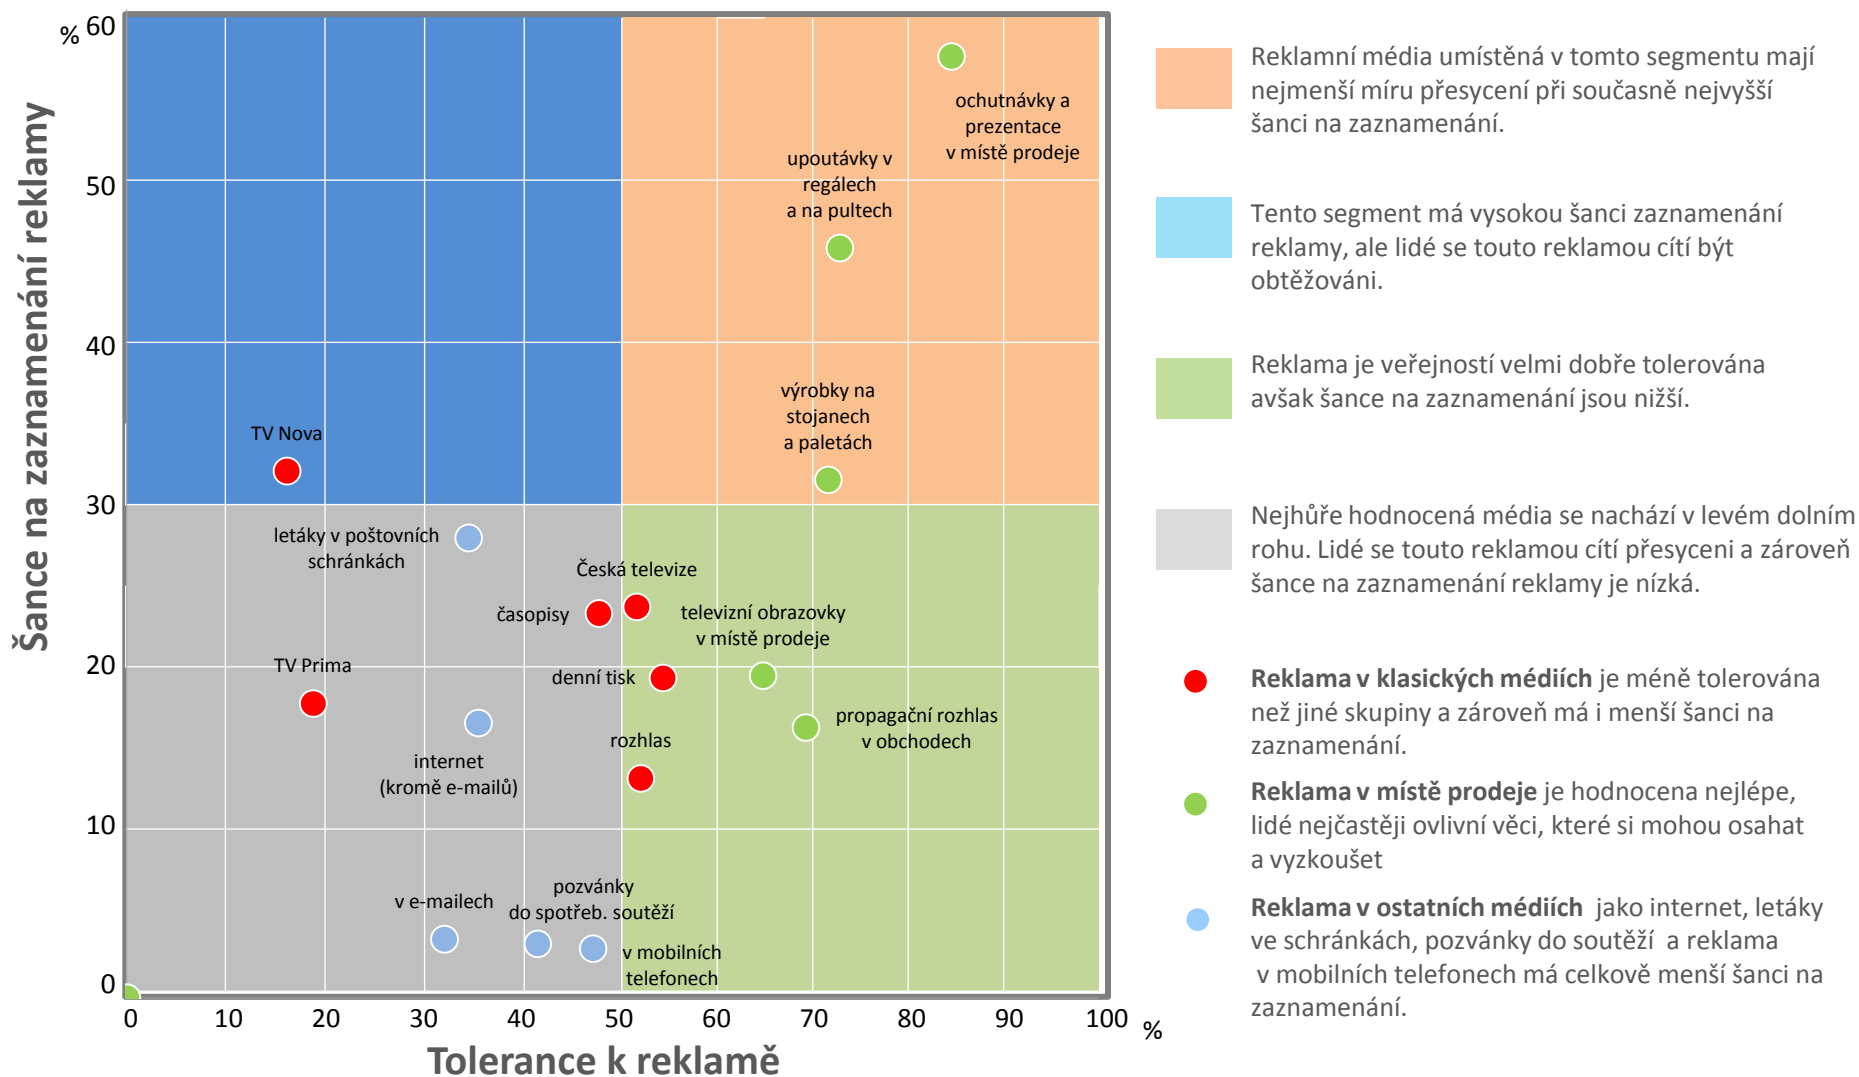 % 60
50
40
30
20
10
0
Šance na zaznamenání reklamy
ochutnávky a
prezentace
v místě prodeje
upoutávky v
regálech
a na pultech
výrobky na
stojanech
a paletách
TV Nova
letáky v poštovních
schránkách
Česká televize
časopisy
televizní obrazovky
v místě prodeje
TV Prima
denní tisk
propagační rozhlas
v obchodech
rozhlas
internet
(kromě e-mailů)
v e-mailech
pozvánky
do spotřeb. soutěží
v mobilních
telefonech
0 10 20 30 40 50 60 70 80 90 100 %
Tolerance k reklamě
Reklamní média umístěná v tomto segmentu mají
nejmenší míru přesycení při současně nejvyšší
šanci na zaznamenání.
Tento segment má vysokou šanci zaznamenání
reklamy, ale lidé se touto reklamou cítí být
obtěžováni.
Reklama je veřejností velmi dobře tolerována
avšak šance na zaznamenání jsou nižší.
Nejhůře hodnocená média se nachází v levém dolním
rohu. Lidé se touto reklamou cítí přesyceni a zároveň
šance na zaznamenání reklamy je nízká.
Reklama v klasických médiích je méně tolerována
než jiné skupiny a zároveň má i menší šanci na
zaznamenání.
Reklama v místě prodeje je hodnocena nejlépe,
lidé nejčastěji ovlivní věci, které si mohou osahat
a vyzkoušet
Reklama v ostatních médiích jako internet, letáky
ve schránkách, pozvánky do soutěží a reklama
v mobilních telefonech má celkově menší šanci na
zaznamenání.